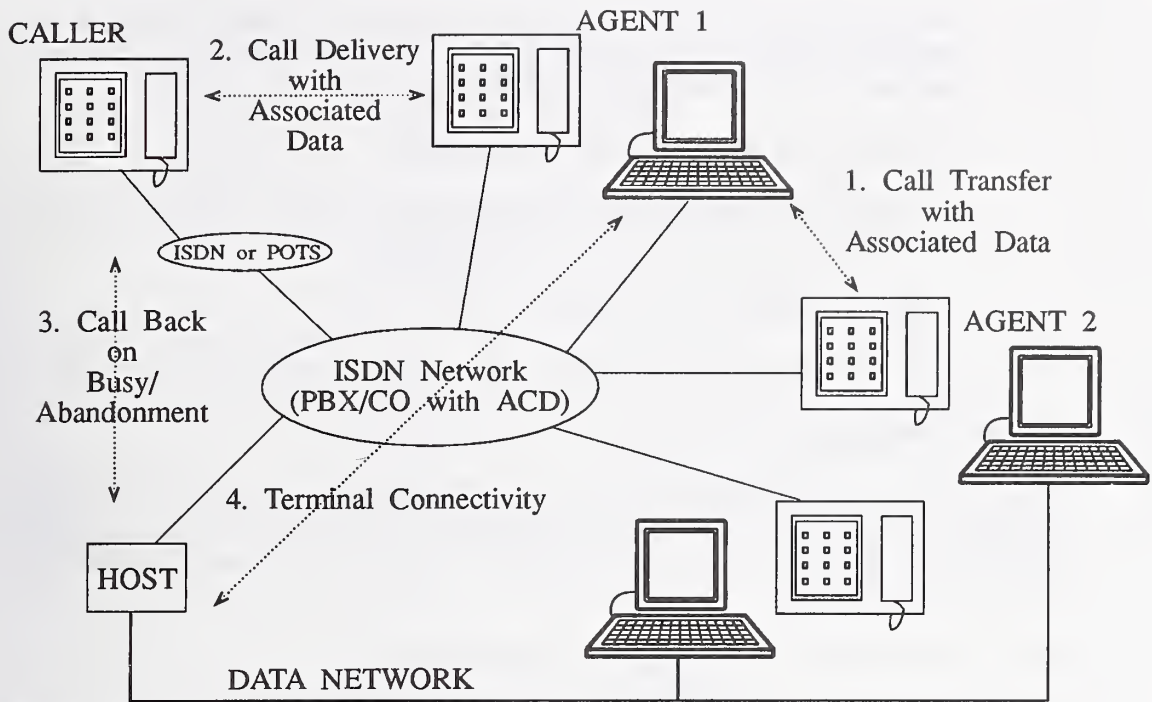 CALLER
2. Call Delivery
with
Associated
Data
AGENT 1
1. Call Transfer
with
Associated Data
ISDN or POTS
3. Call Back
on
Busy/
Abandonment
ISDN Network
(PBX/CO with ACD)
AGENT 2
4. Terminal Connectivity
HOST
DATA NETWORK